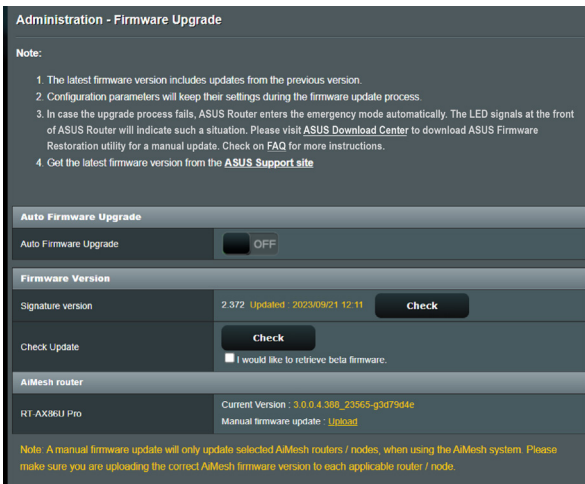 Administration - Firmware Upgrade
Note:
1. The latest firmware version includes updates from the previous version.
2. Configuration parameters will keep their settings during the firmware update process.
3. In case the upgrade process fails, ASUS Router enters the emergency mode automatically. The LED signals at the front
of ASUS Router will indicate such a situation. Please visit ASUS Download Center to download ASUS Firmware
Restoration utility for a manual update. Check on FAQ for more instructions.
4. Get the latest firmware version from the ASUS Support site
Auto Firmware Upgrade
Auto Firmware Upgrade OFF
Firmware Version
Signature version 2.372 Updated : 2023/09/21 12:11 Check
Check Update Check
I would like to retrieve beta firmware.
AiMesh router
RT-AX86U Pro Current Version : 3.0.0.4.388_23565-g3d79d4e
Manual firmware update : Upload
Note: A manual firmware update will only update selected AiMesh routers / nodes, when using the AiMesh system. Please
make sure you are uploading the correct AiMesh firmware version to each applicable router / node.